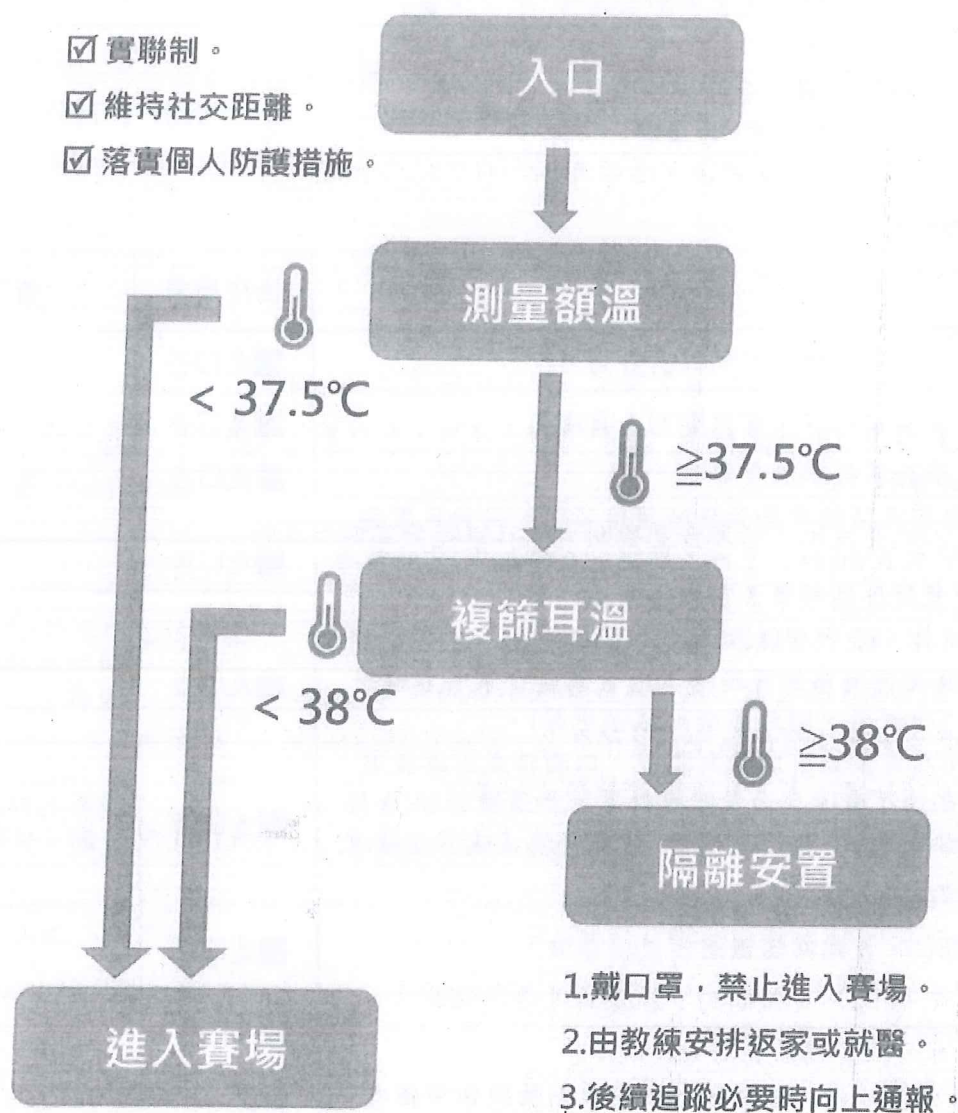 ☑ 實聯制。
☑ 維持社交距離。
☑ 落實個人防護措施。
入口
測量額溫
< 37.5℃
≧37.5℃
複篩耳溫
< 38℃
≧38℃
隔離安置
進入賽場
1.戴口罩,禁止進入賽場。
2.由教練安排返家或就醫。
3.後續追蹤必要時向上通報。